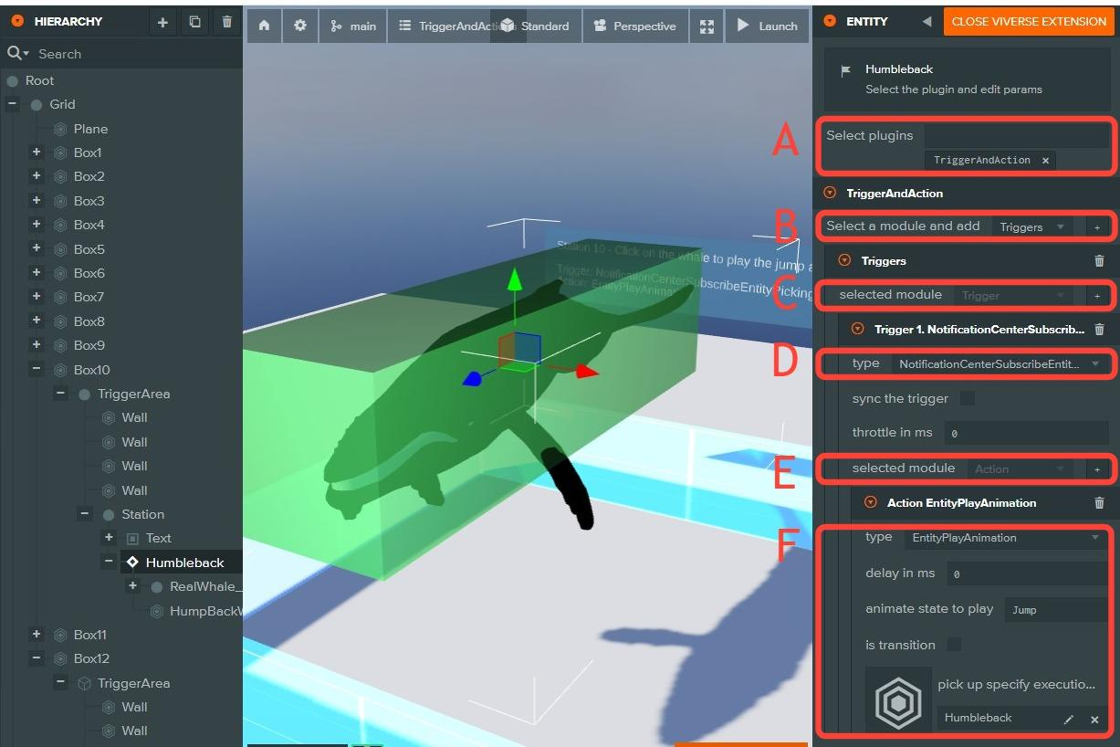 HIERARCHY
Search
Root
Grid
Plane
Box1
Box2
Box3
Box4
Box5
Box6
Box7
Box8
Box9
Box10
TriggerArea
Wall
Wall
Wall
Wall
Station
Text
Humbleback
RealWhale_
HumpBackW
Box11
Box12
TriggerArea
Wall
Wall
main
TriggerAndActi
Standard
Perspective
Launch
Station 10 - Click on the whale to play the jump a
Trigger: NotificationCenterSubscribeEntityPicking
Action: EntityPlayAnima
A
B
C
D
E
F
ENTITY
CLOSE VIVERSE EXTENSION
Humbleback
Select the plugin and edit params
Select plugins
TriggerAndAction ×
TriggerAndAction
Select a module and add Triggers +
Triggers
selected module Trigger +
Trigger 1. NotificationCenterSubscrib...
type NotificationCenterSubscribeEntit...
sync the trigger
throttle in ms 0
selected module Action +
Action EntityPlayAnimation
type EntityPlayAnimation
delay in ms 0
animate state to play Jump
is transition
pick up specify executio...
Humbleback